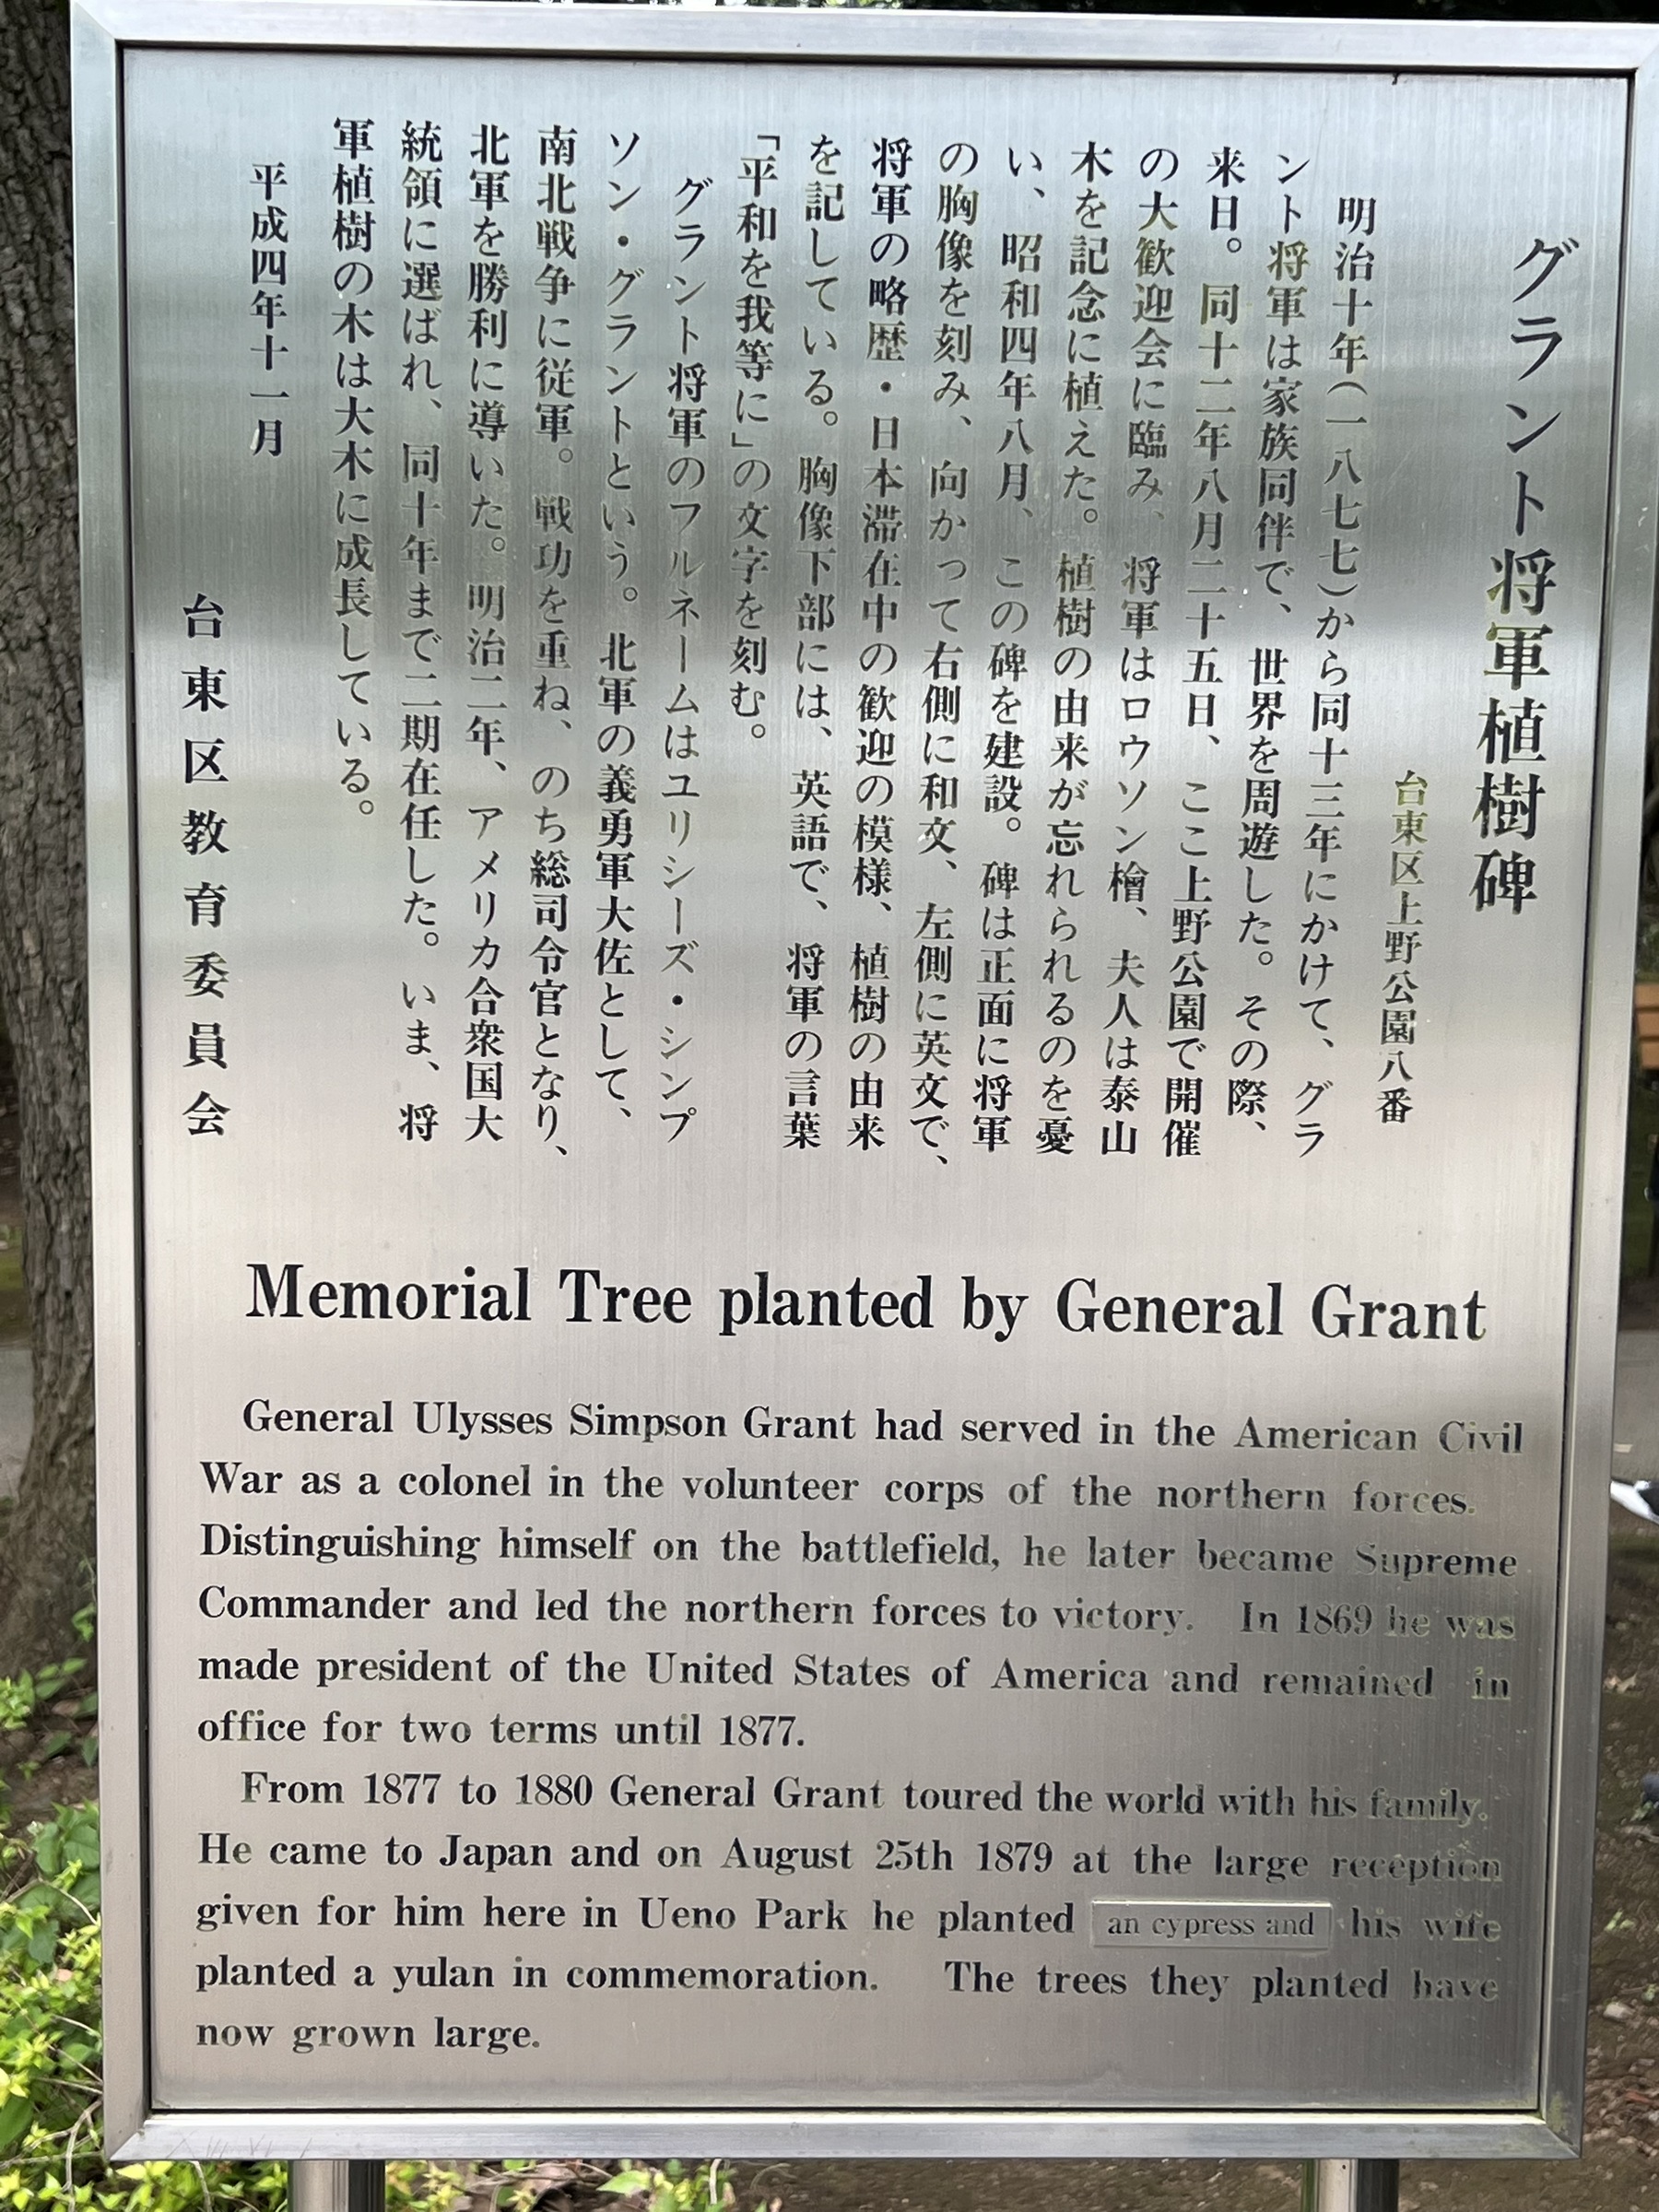 グラント将軍植樹碑
台東区上野公園八番
明治十年（一八七七）から同十三年にかけて、グラ
ント将軍は家族同伴で、世界を周遊した。その際、
来日。同十二年八月二十五日、ここ上野公園で開催
の大歓迎会に臨み、将軍はロウソン檜、夫人は泰山
木を記念に植えた。植樹の由来が忘れられるのを憂
い、昭和四年八月、この碑を建設。碑は正面に将軍
の胸像を刻み、向かって右側に和文、左側に英文で、
将軍の略歴・日本滞在中の歓迎の模様、植樹の由来
を記している。胸像下部には、英語で、将軍の言葉
「平和を我等に」の文字を刻む。
グラント将軍のフルネームはユリシーズ・シンプ
ソン・グラントという。北軍の義勇軍大佐として、
南北戦争に従軍。戦功を重ね、のち総司令官となり、
北軍を勝利に導いた。明治二年、アメリカ合衆国大
統領に選ばれ、同十年まで二期在任した。いま、将
軍植樹の木は大木に成長している。
平成四年十一月
台東区教育委員会
Memorial Tree planted by General Grant
General Ulysses Simpson Grant had served in the American Civil
War as a colonel in the volunteer corps of the northern forces.
Distinguishing himself on the battlefield, he later became Supreme
Commander and led the northern forces to victory. In 1869 he was
made president of the United States of America and remained in
office for two terms until 1877.
From 1877 to 1880 General Grant toured the world with his family.
He came to Japan and on August 25th 1879 at the large reception
given for him here in Ueno Park he planted an cypress and his wife
planted a yulan in commemoration. The trees they planted have
now grown large.